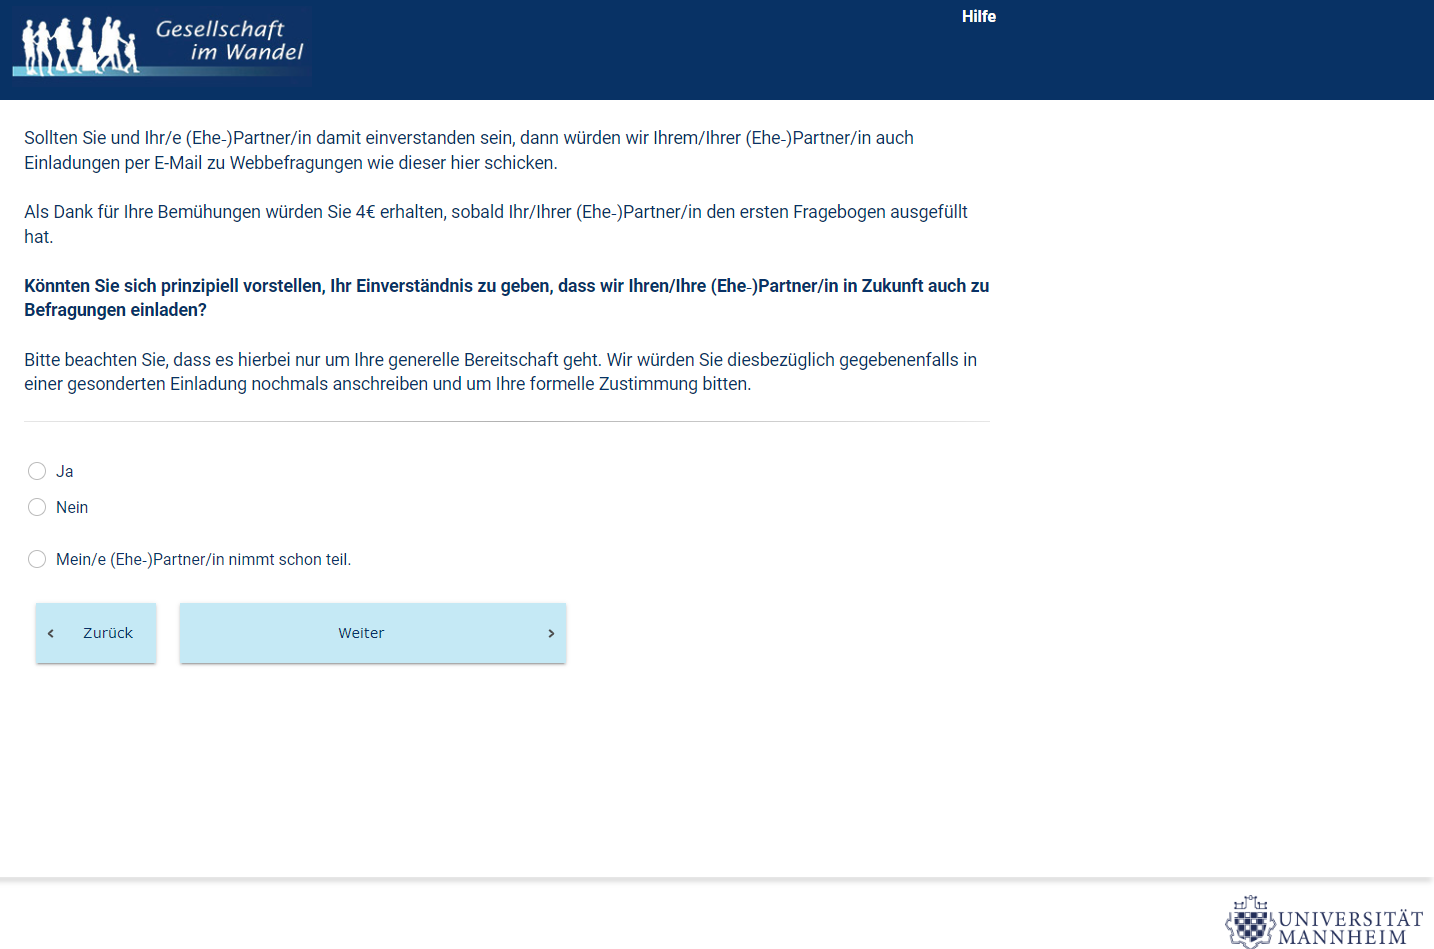 Gesellschaft
im Wandel
Hilfe
Sollten Sie und Ihr/e (Ehe-)Partner/in damit einverstanden sein, dann würden wir Ihrem/Ihrer (Ehe-)Partner/in auch
Einladungen per E-Mail zu Webbefragungen wie dieser hier schicken.
Als Dank für Ihre Bemühungen würden Sie 4€ erhalten, sobald Ihr/Ihrer (Ehe-)Partner/in den ersten Fragebogen ausgefüllt
hat.
Könnten Sie sich prinzipiell vorstellen, Ihr Einverständnis zu geben, dass wir Ihren/Ihre (Ehe-)Partner/in in Zukunft auch zu
Befragungen einladen?
Bitte beachten Sie, dass es hierbei nur um Ihre generelle Bereitschaft geht. Wir würden Sie diesbezüglich gegebenenfalls in
einer gesonderten Einladung nochmals anschreiben und um Ihre formelle Zustimmung bitten.
Ja
Nein
Mein/e (Ehe-)Partner/in nimmt schon teil.
Zurück
Weiter
UNIVERSITÄT
MANNHEIM